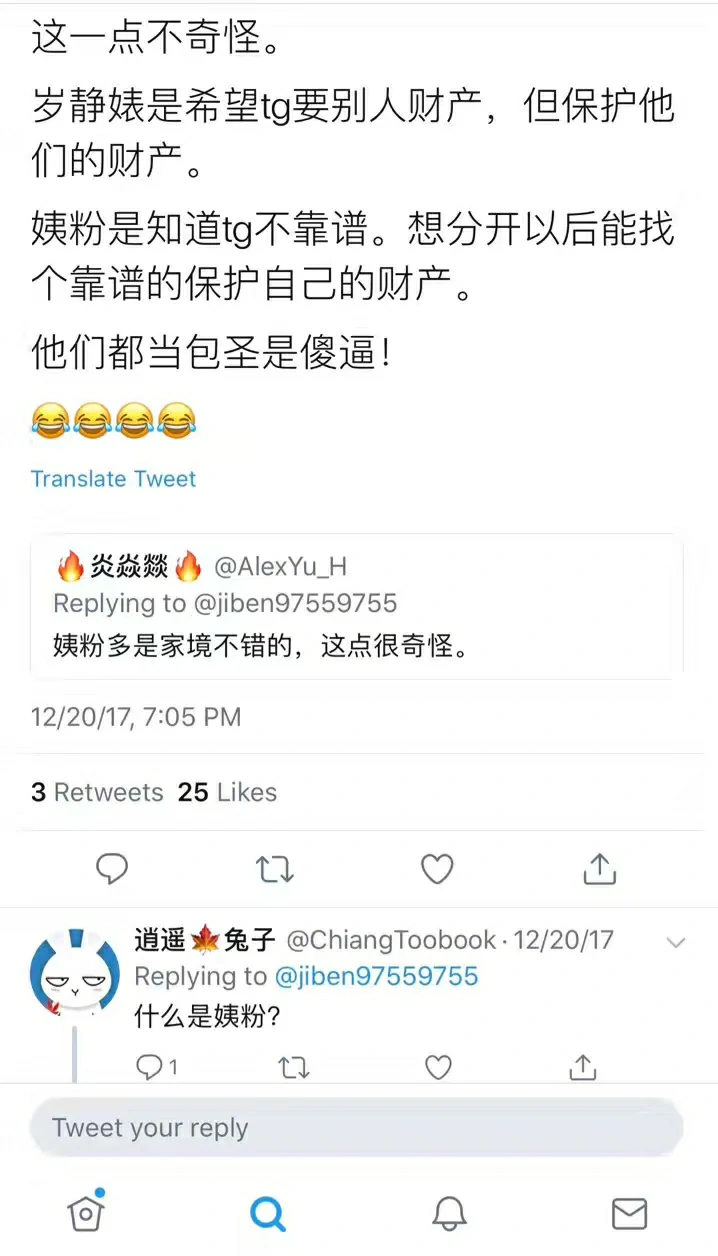 这一点不奇怪。
岁静婊是希望tg要别人财产，但保护他
们的财产。
姨粉是知道tg不靠谱。想分开以后能找
个靠谱的保护自己的财产。
他们都当包圣是傻逼！
😂😂😂😂
Translate Tweet
🔥炎焱燚🔥 @AlexYu_H
Replying to @jiben97559755
姨粉多是家境不错的，这点很奇怪。
12/20/17, 7:05 PM
3 Retweets 25 Likes
逍遥🍁兔子 @ChiangToobook · 12/20/17
Replying to @jiben97559755
什么是姨粉?
1
Tweet your reply